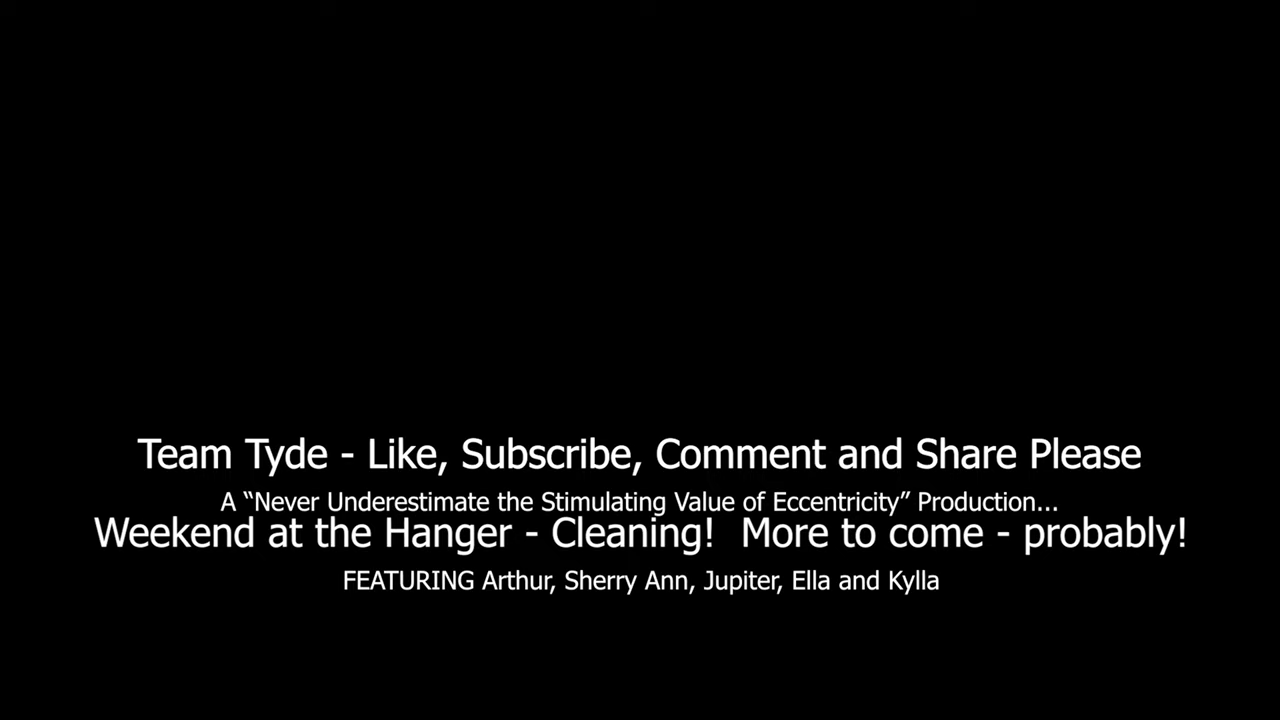 Team Tyde - Like, Subscribe, Comment and Share Please
A “Never Underestimate the Stimulating Value of Eccentricity” Production...
Weekend at the Hanger - Cleaning!  More to come - probably!
FEATURING Arthur, Sherry Ann, Jupiter, Ella and Kylla